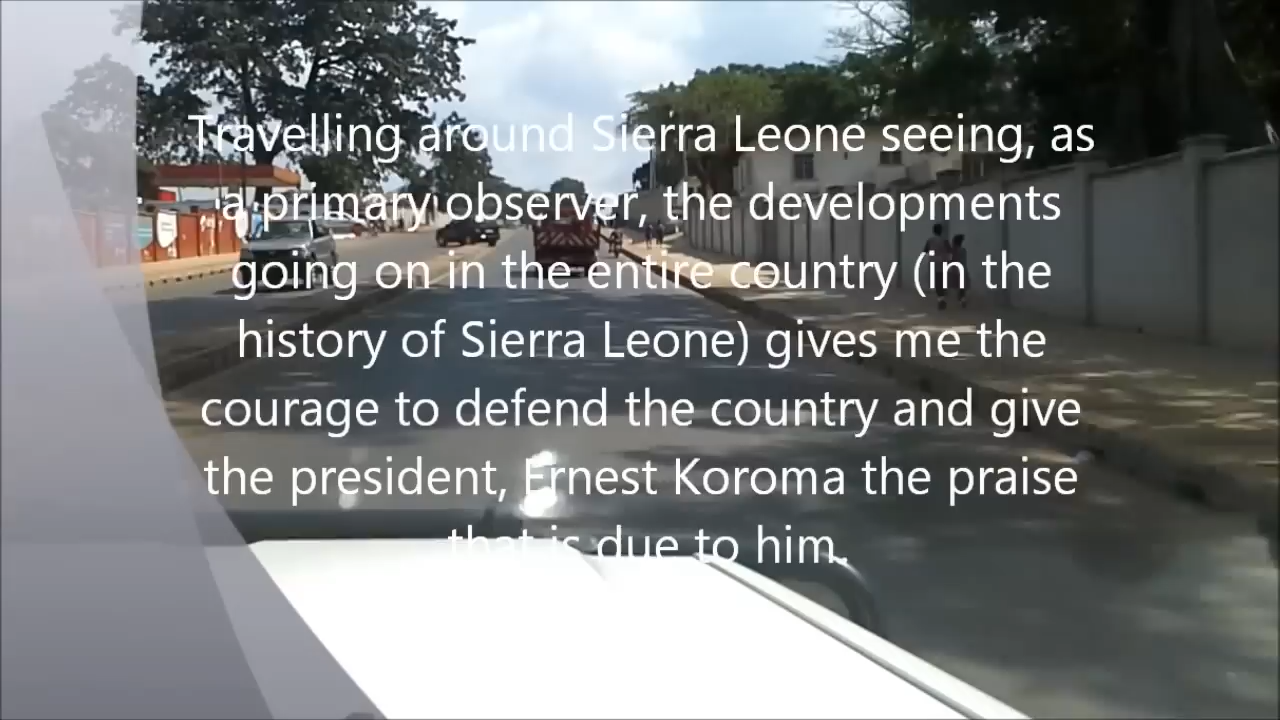 Travelling around Sierra Leone seeing, as
a primary observer, the developments
going on in the entire country (in the
history of Sierra Leone) gives me the
courage to defend the country and give
the president, Ernest Koroma the praise
that is due to him.